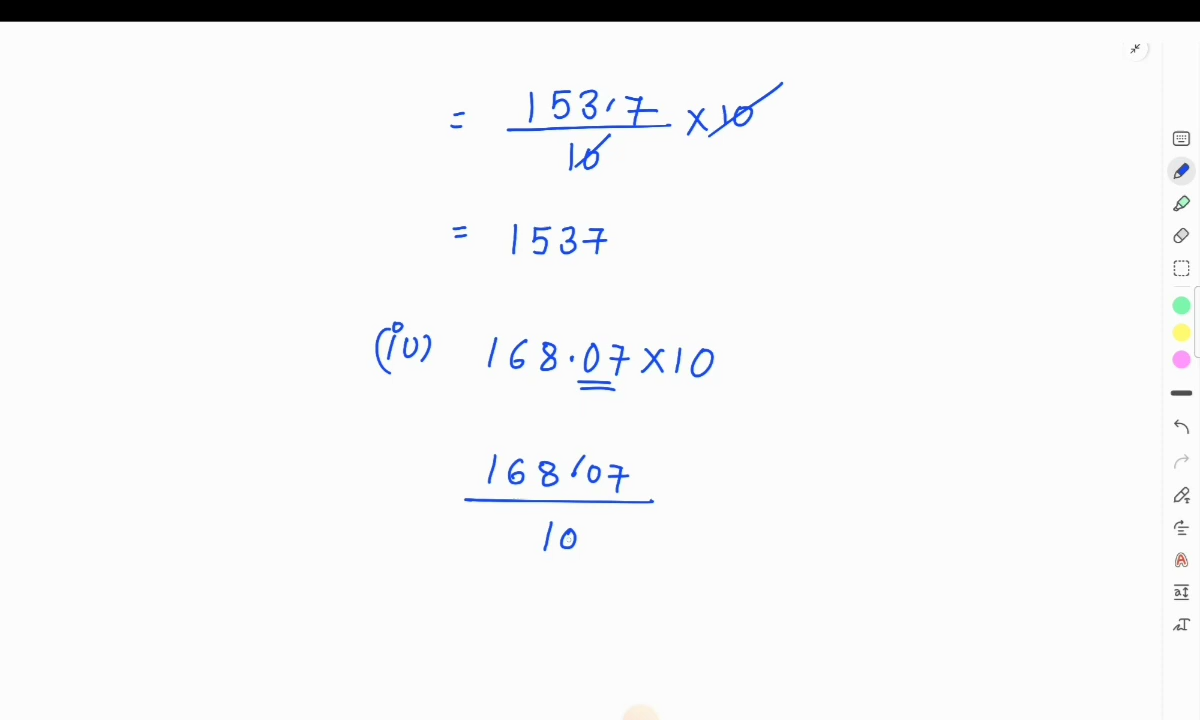 = 153.7/10 × 10
= 1537
(iv) 168.07 × 10
168.07/10